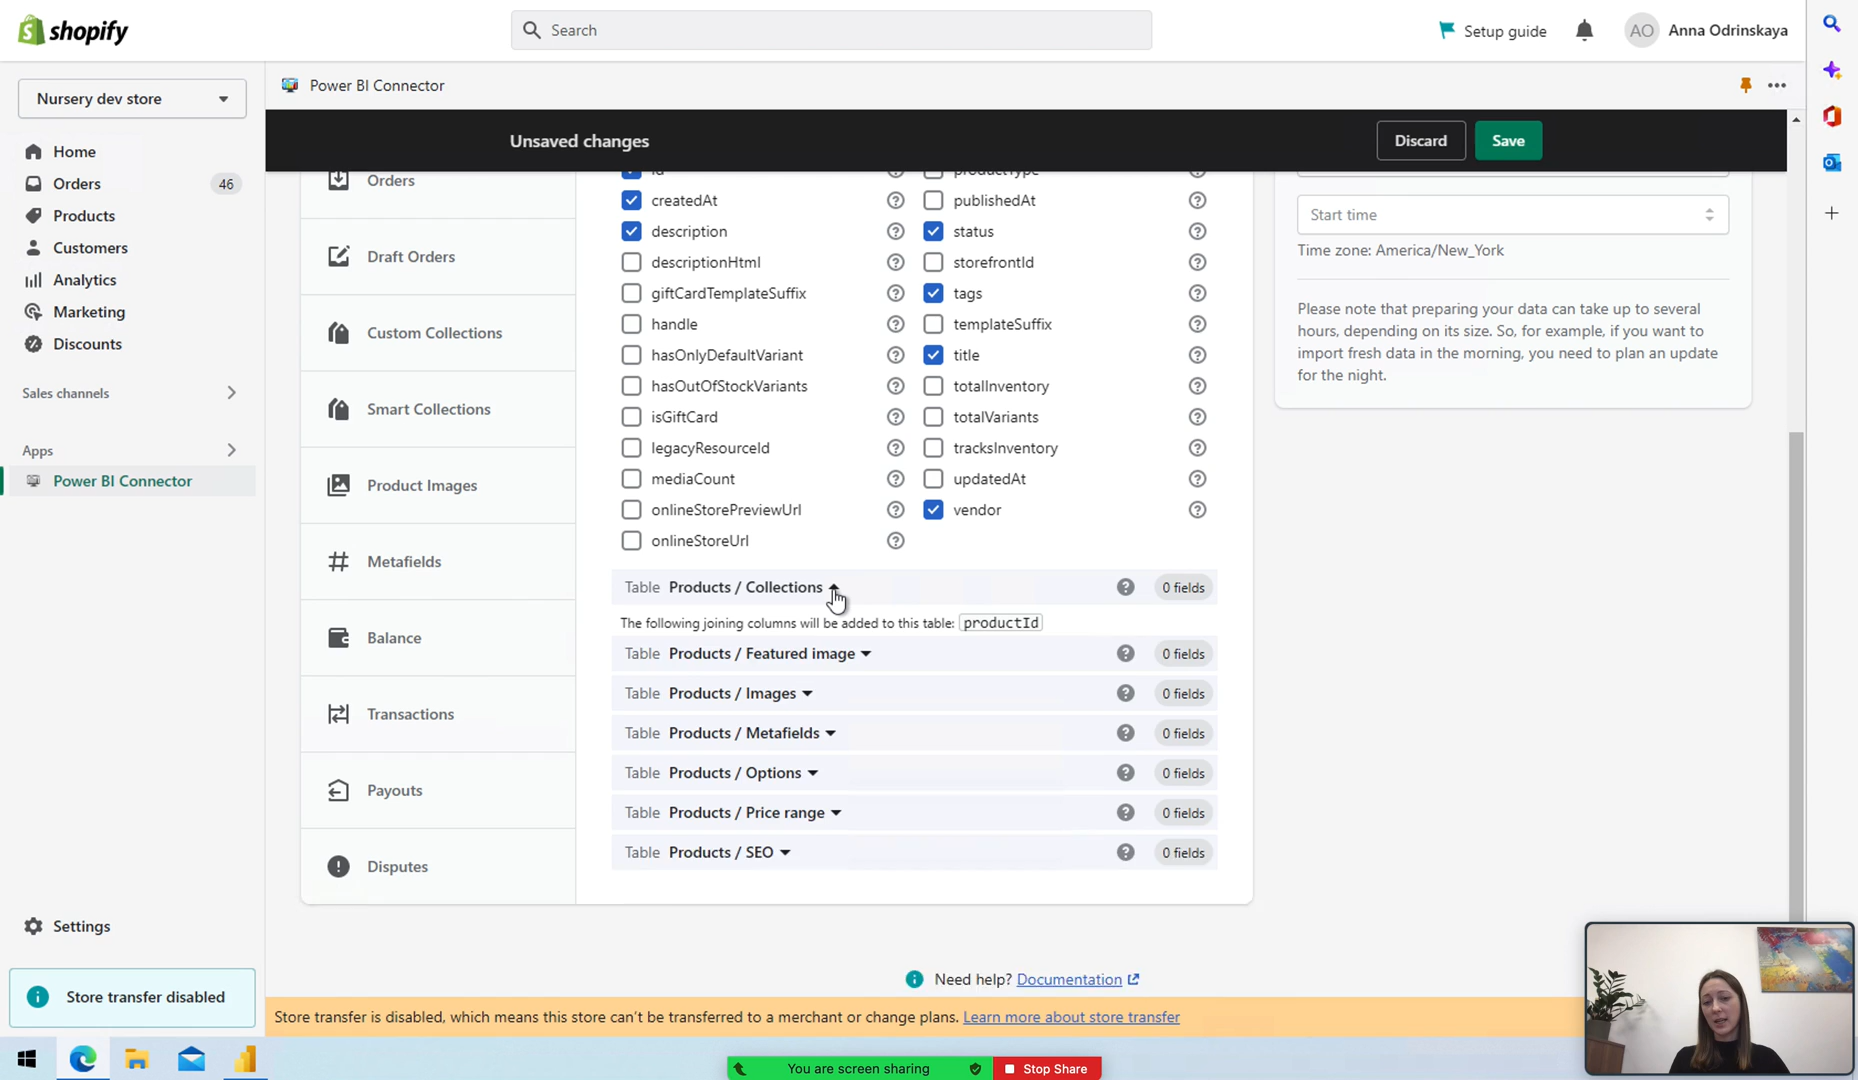 shopify
Search
Setup guide
AO
Anna Odrinskaya
Nursery dev store
Power BI Connector
Unsaved changes
Discard
Save
Home
Orders
46
Products
Customers
Analytics
Marketing
Discounts
Sales channels
Apps
Power BI Connector
Settings
Store transfer disabled
Orders
Draft Orders
Custom Collections
Smart Collections
Product Images
Metafields
Balance
Transactions
Payouts
Disputes
id
createdAt
description
descriptionHtml
giftCardTemplateSuffix
handle
hasOnlyDefaultVariant
hasOutOfStockVariants
isGiftCard
legacyResourceId
mediaCount
onlineStorePreviewUrl
onlineStoreUrl
productType
publishedAt
status
storefrontId
tags
templateSuffix
title
totalInventory
totalVariants
tracksInventory
updatedAt
vendor
Table Products / Collections 0 fields
The following joining columns will be added to this table: productId
Table Products / Featured image 0 fields
Table Products / Images 0 fields
Table Products / Metafields 0 fields
Table Products / Options 0 fields
Table Products / Price range 0 fields
Table Products / SEO 0 fields
Start time
Time zone: America/New_York
Please note that preparing your data can take up to several
hours, depending on its size. So, for example, if you want to
import fresh data in the morning, you need to plan an update
for the night.
Need help? Documentation
Store transfer is disabled, which means this store can't be transferred to a merchant or change plans. Learn more about store transfer
You are screen sharing
Stop Share